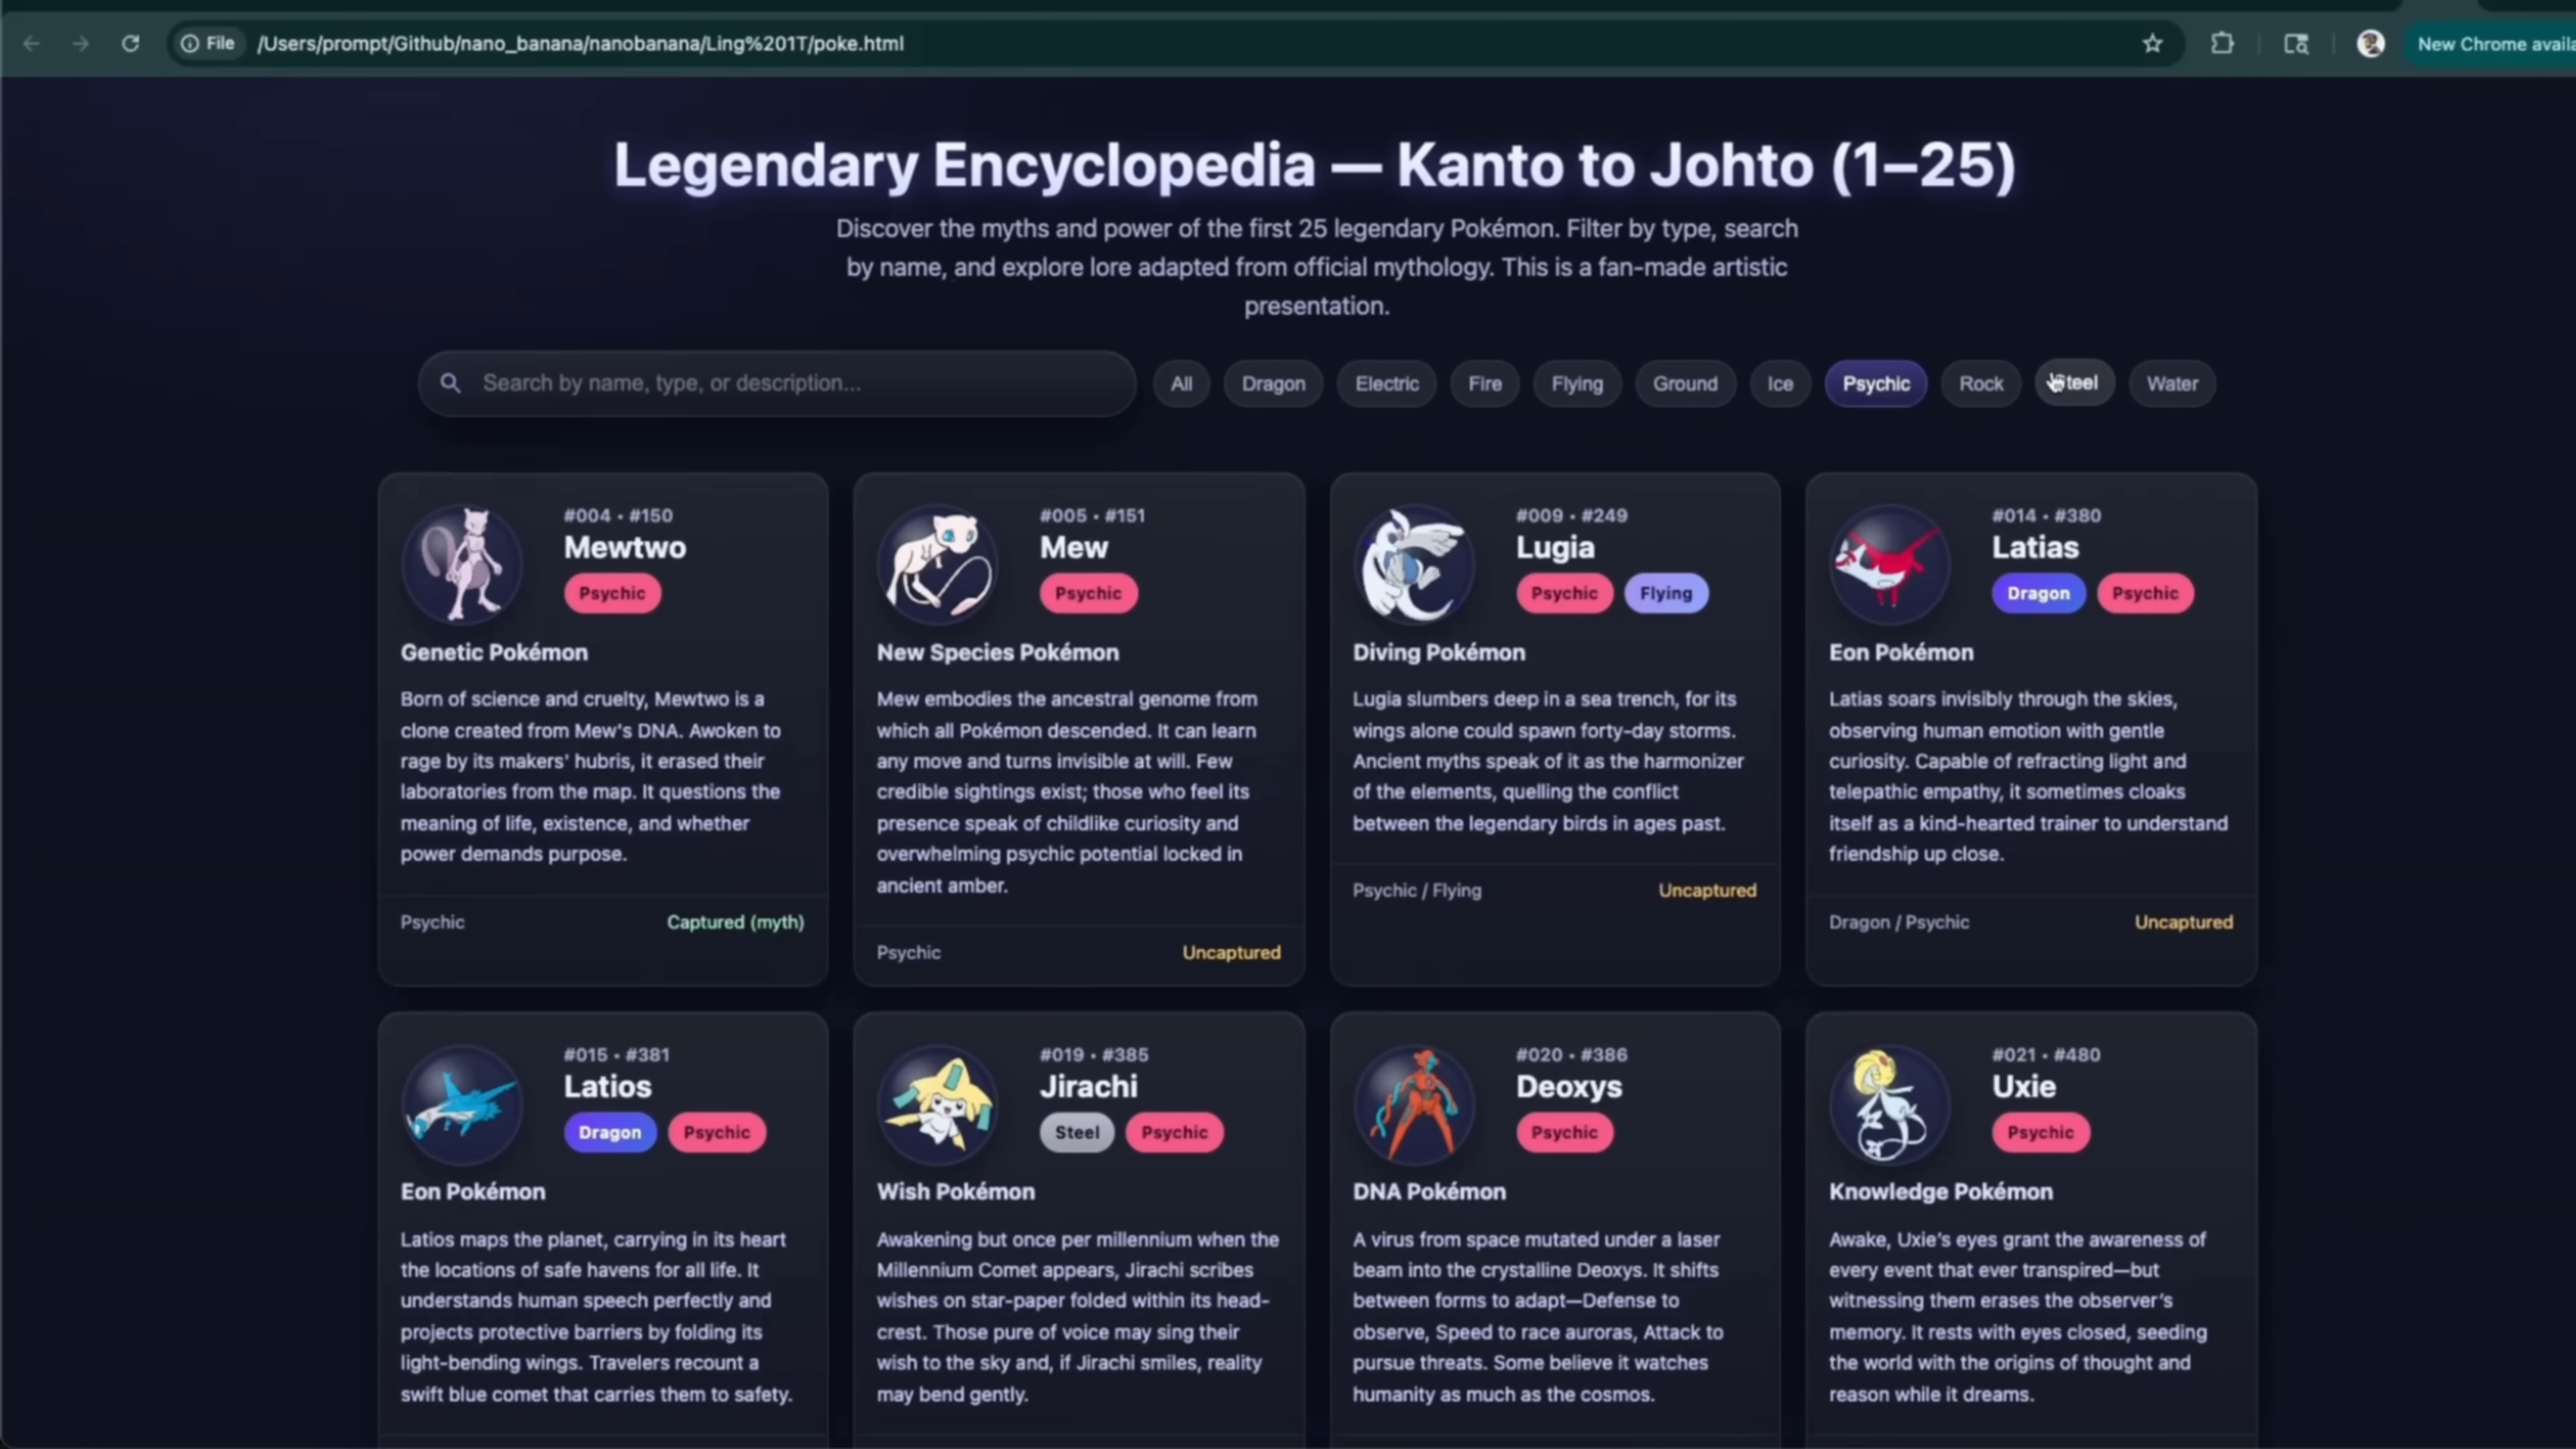 File
/Users/prompt/Github/nano_banana/nanobanana/Ling%201T/poke.html
New Chrome
Legendary Encyclopedia — Kanto to Johto (1–25)
Discover the myths and power of the first 25 legendary Pokémon. Filter by type, search
by name, and explore lore adapted from official mythology. This is a fan-made artistic
presentation.
Search by name, type, or description...
All
Dragon
Electric
Fire
Flying
Ground
Ice
Psychic
Rock
Steel
Water
#004 • #150
Mewtwo
Psychic
Genetic Pokémon
Born of science and cruelty, Mewtwo is a
clone created from Mew's DNA. Awoken to
rage by its makers' hubris, it erased their
laboratories from the map. It questions the
meaning of life, existence, and whether
power demands purpose.
Psychic
Captured (myth)
#005 • #151
Mew
Psychic
New Species Pokémon
Mew embodies the ancestral genome from
which all Pokémon descended. It can learn
any move and turns invisible at will. Few
credible sightings exist; those who feel its
presence speak of childlike curiosity and
overwhelming psychic potential locked in
ancient amber.
Psychic
Uncaptured
#009 • #249
Lugia
Psychic
Flying
Diving Pokémon
Lugia slumbers deep in a sea trench, for its
wings alone could spawn forty-day storms.
Ancient myths speak of it as the harmonizer
of the elements, quelling the conflict
between the legendary birds in ages past.
Psychic / Flying
Uncaptured
#014 • #380
Latias
Dragon
Psychic
Eon Pokémon
Latias soars invisibly through the skies,
observing human emotion with gentle
curiosity. Capable of refracting light and
telepathic empathy, it sometimes cloaks
itself as a kind-hearted trainer to understand
friendship up close.
Dragon / Psychic
Uncaptured
#015 • #381
Latios
Dragon
Psychic
Eon Pokémon
Latios maps the planet, carrying in its heart
the locations of safe havens for all life. It
understands human speech perfectly and
projects protective barriers by folding its
light-bending wings. Travelers recount a
swift blue comet that carries them to safety.
#019 • #385
Jirachi
Steel
Psychic
Wish Pokémon
Awakening but once per millennium when the
Millennium Comet appears, Jirachi scribes
wishes on star-paper folded within its head-
crest. Those pure of voice may sing their
wish to the sky and, if Jirachi smiles, reality
may bend gently.
#020 • #386
Deoxys
Psychic
DNA Pokémon
A virus from space mutated under a laser
beam into the crystalline Deoxys. It shifts
between forms to adapt—Defense to
observe, Speed to race auroras, Attack to
pursue threats. Some believe it watches
humanity as much as the cosmos.
#021 • #480
Uxie
Psychic
Knowledge Pokémon
Awake, Uxie's eyes grant the awareness of
every event that ever transpired—but
witnessing them erases the observer's
memory. It rests with eyes closed, seeding
the world with the origins of thought and
reason while it dreams.